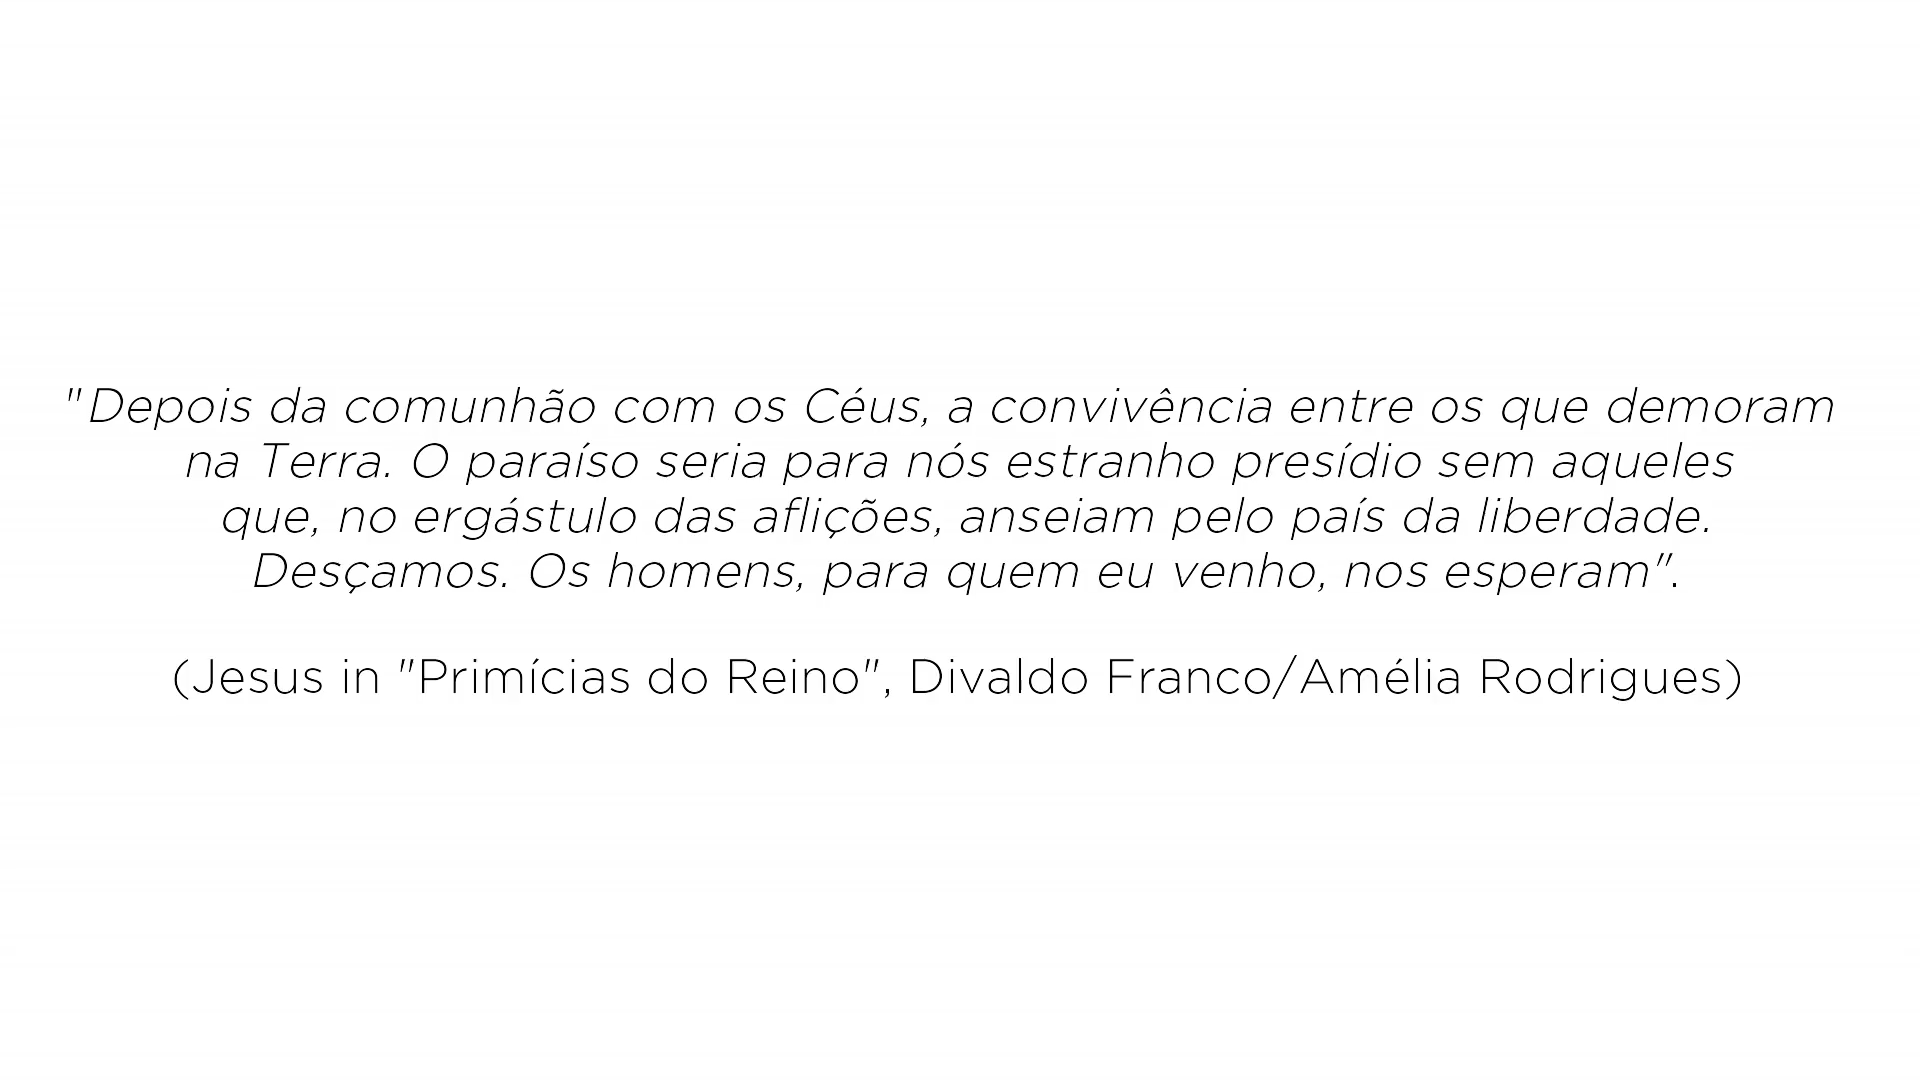 "Depois da comunhão com os Céus, a convivência entre os que demoram
na Terra. O paraíso seria para nós estranho presídio sem aqueles
que, no ergástulo das aflições, anseiam pelo país da liberdade.
Desçamos. Os homens, para quem eu venho, nos esperam".
(Jesus in "Primícias do Reino", Divaldo Franco/Amélia Rodrigues)